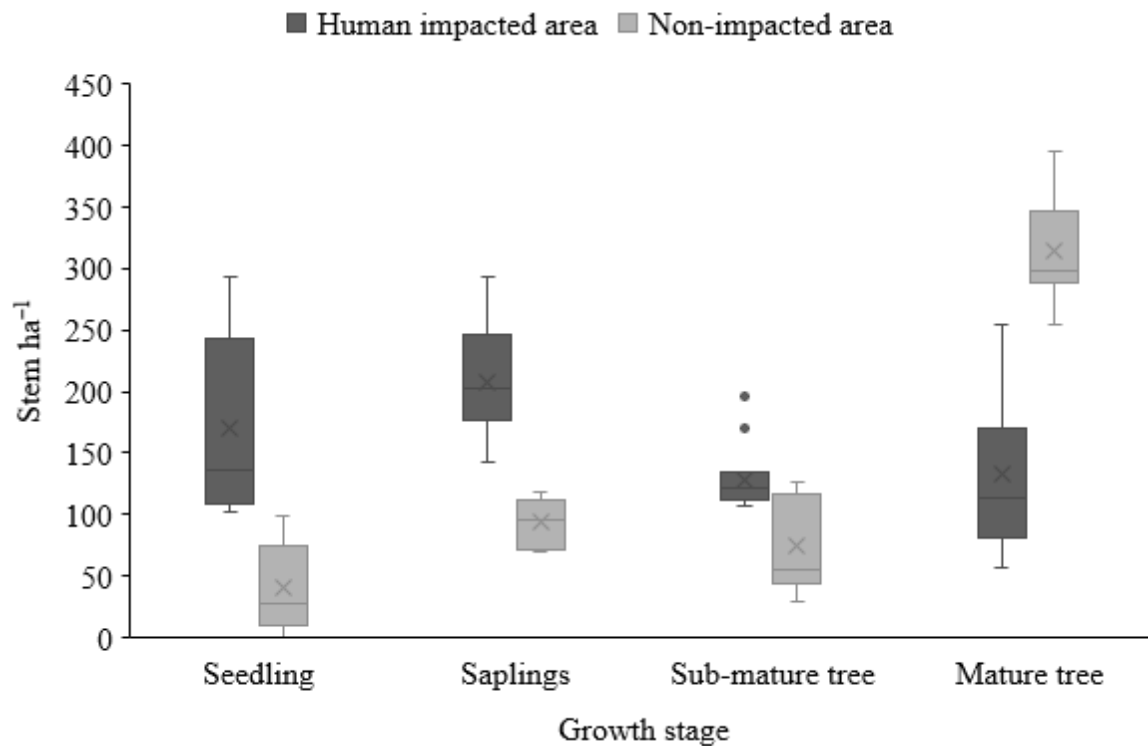 Human impacted area Non-impacted area
450
400
350
300
250
200
150
100
50
0
Stem ha⁻¹
Seedling Saplings Sub-mature tree Mature tree
Growth stage